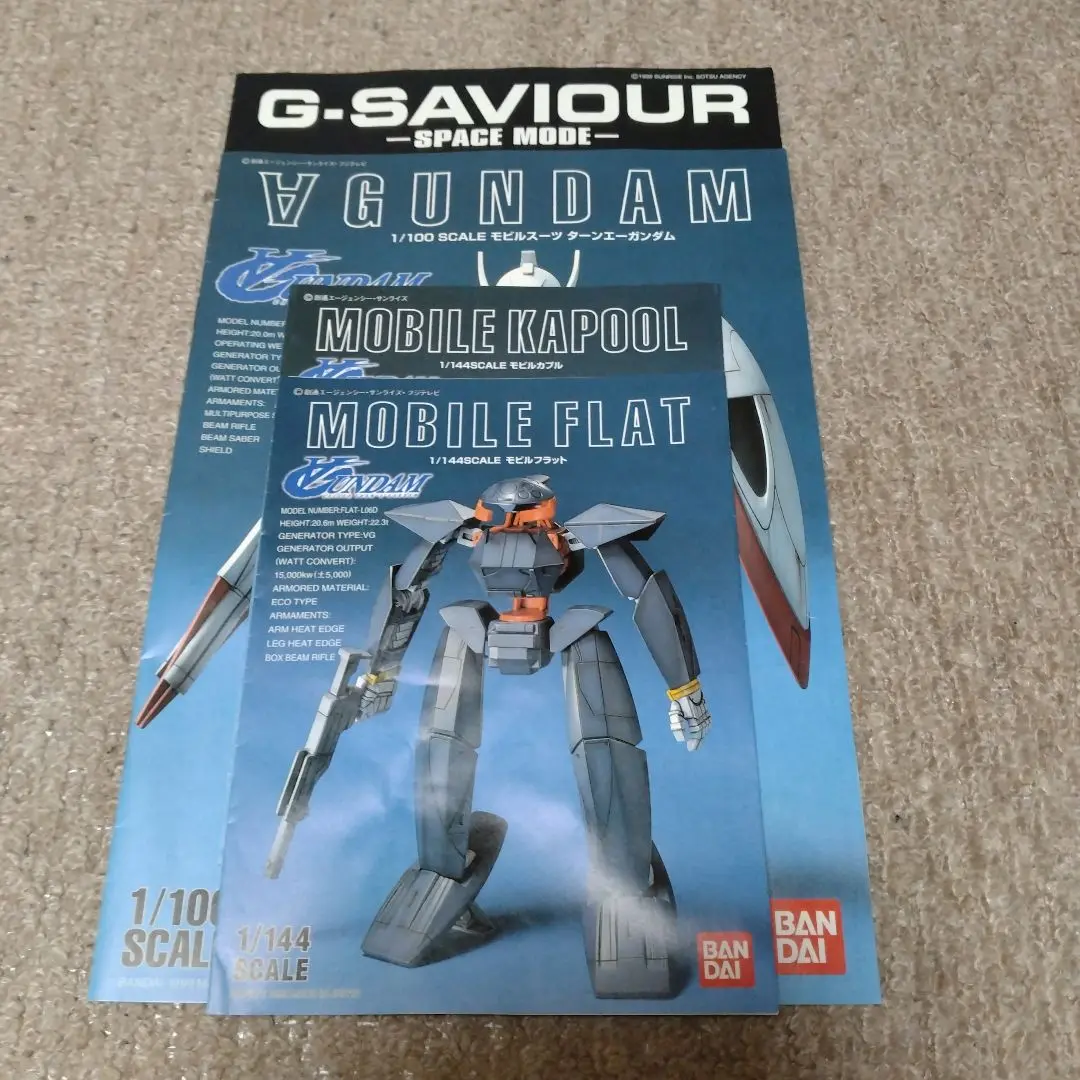 ©1999 SUNRISE Inc. SOTSU AGENCY
G-SAVIOUR
—SPACE MODE—
©創通エージェンシー・サンライズ・フジテレビ
∀GUNDAM
1/100 SCALE モビルスーツ ターンエーガンダム
∀GUNDAM
MODEL NUMBER
HEIGHT:20.0m
OPERATING
GENERATOR
GENERATOR
(WATT CONVERT)
ARMORED
ARMAMENTS:
MULTIPURPOSE
BEAM RIFLE
BEAM SABER
SHIELD
©創通エージェンシー・サンライズ
MOBILE KAPOOL
1/144SCALE モビルカプル
©創通エージェンシー・サンライズ・フジテレビ
MOBILE FLAT
1/144SCALE モビルフラット
∀GUNDAM
MODEL NUMBER:FLAT-L06D
HEIGHT:20.6m WEIGHT:22.3t
GENERATOR TYPE:VG
GENERATOR OUTPUT
(WATT CONVERT):
15,000kw(±5,000)
ARMORED MATERIAL:
ECO TYPE
ARMAMENTS:
ARM HEAT EDGE
LEG HEAT EDGE
BOX BEAM RIFLE
1/100
SCAL
1/144
SCALE
BAN
DAI
BAN
DAI